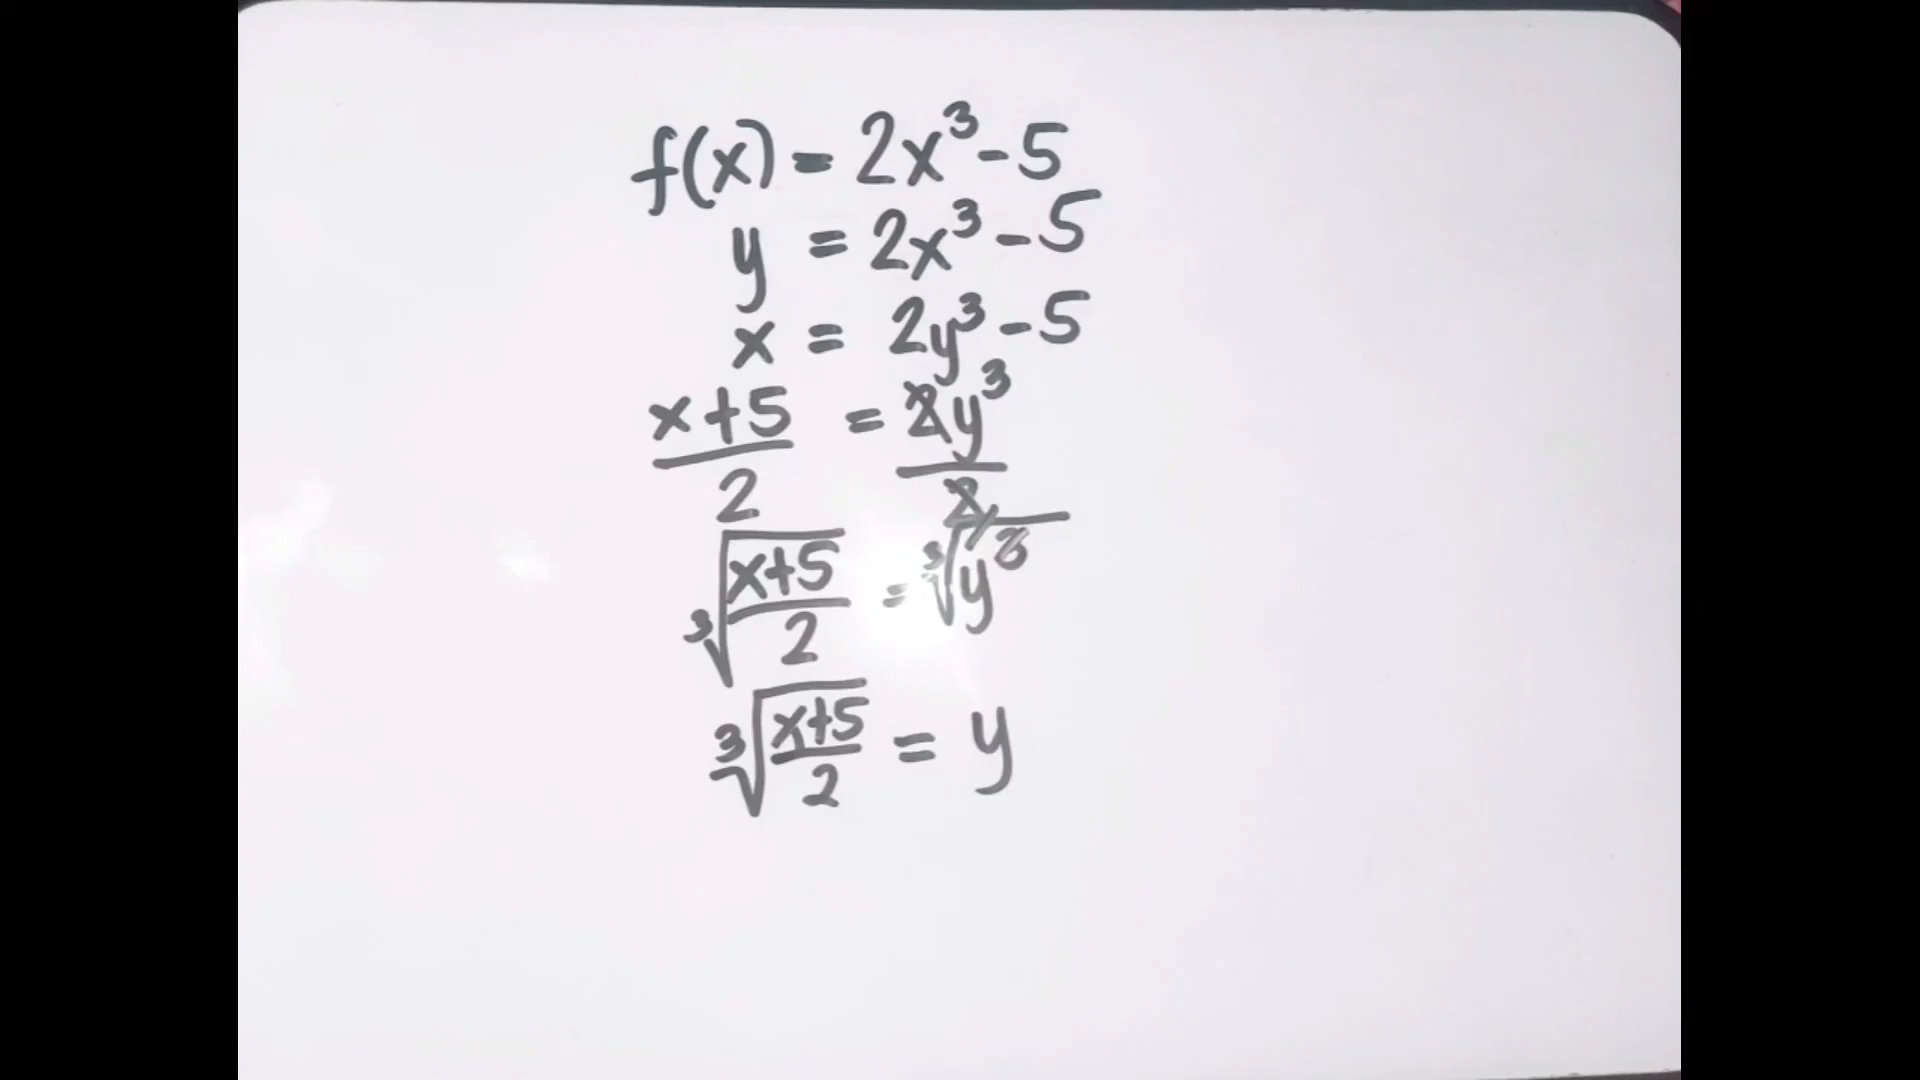 f(x) = 2x³ - 5
y = 2x³ - 5
x = 2y³ - 5
(x+5)/2 = 2y³/2
∛((x+5)/2) = ∛(y³)
∛((x+5)/2) = y